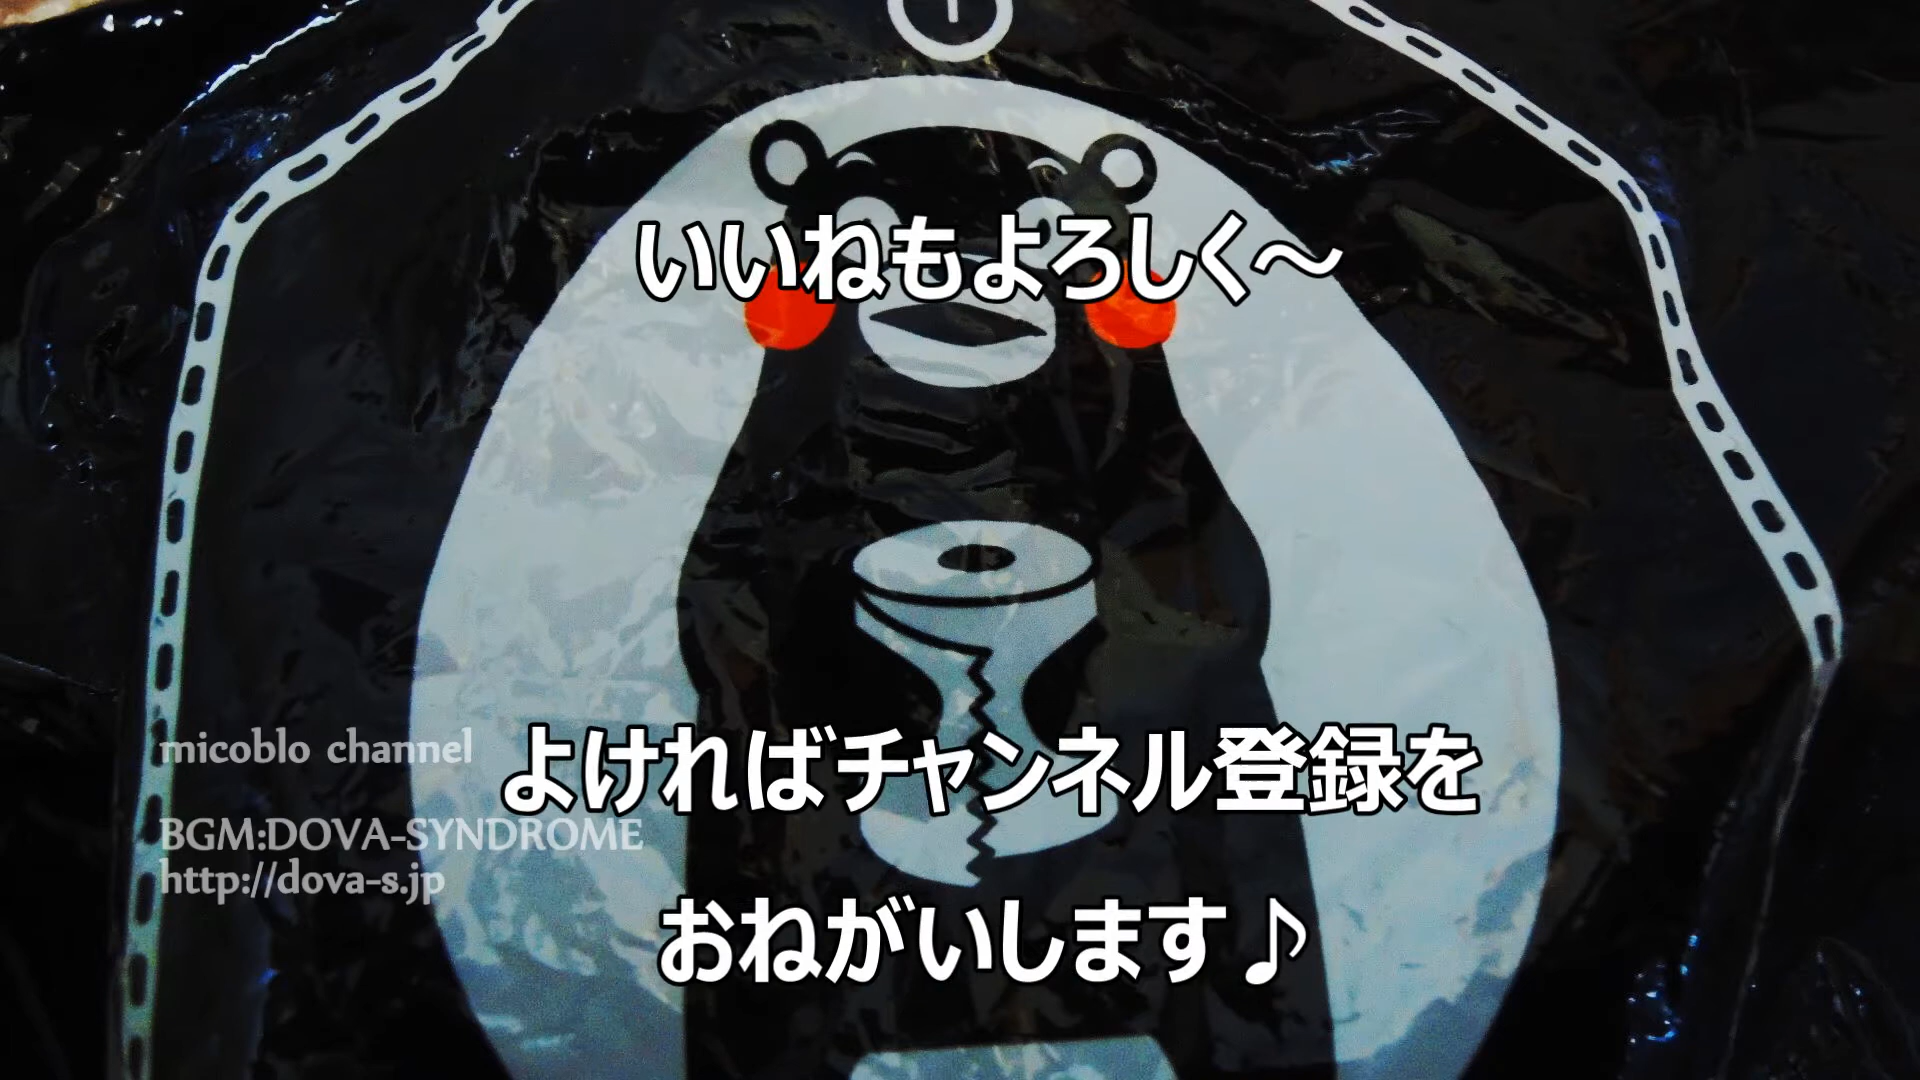 いいねもよろしく～
micoblo channel
よければチャンネル登録を
BGM:DOVA-SYNDROME
http://dova-s.jp
おねがいします♪